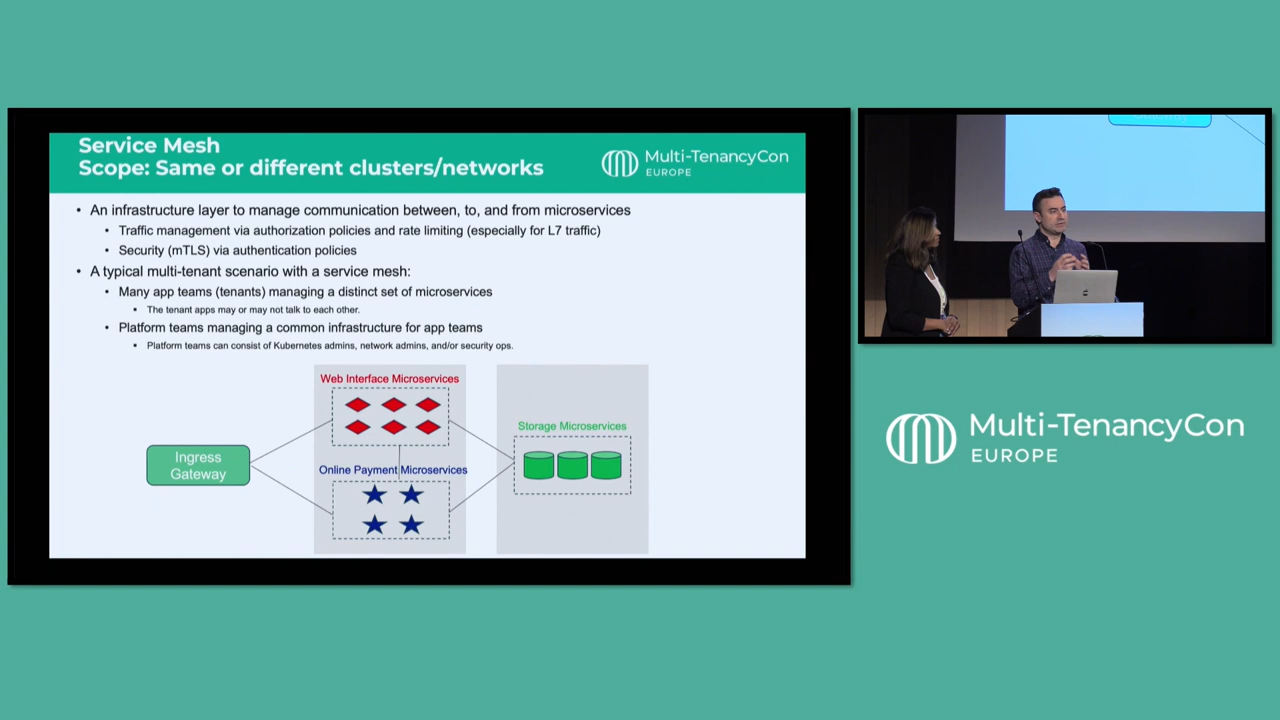 Service Mesh
Scope: Same or different clusters/networks
Multi-TenancyCon
EUROPE
• An infrastructure layer to manage communication between, to, and from microservices
• Traffic management via authorization policies and rate limiting (especially for L7 traffic)
• Security (mTLS) via authentication policies
• A typical multi-tenant scenario with a service mesh:
• Many app teams (tenants) managing a distinct set of microservices
▪ The tenant apps may or may not talk to each other.
• Platform teams managing a common infrastructure for app teams
▪ Platform teams can consist of Kubernetes admins, network admins, and/or security ops.
Web Interface Microservices
Storage Microservices
Ingress
Gateway
Online Payment Microservices
Multi-TenancyCon
EUROPE